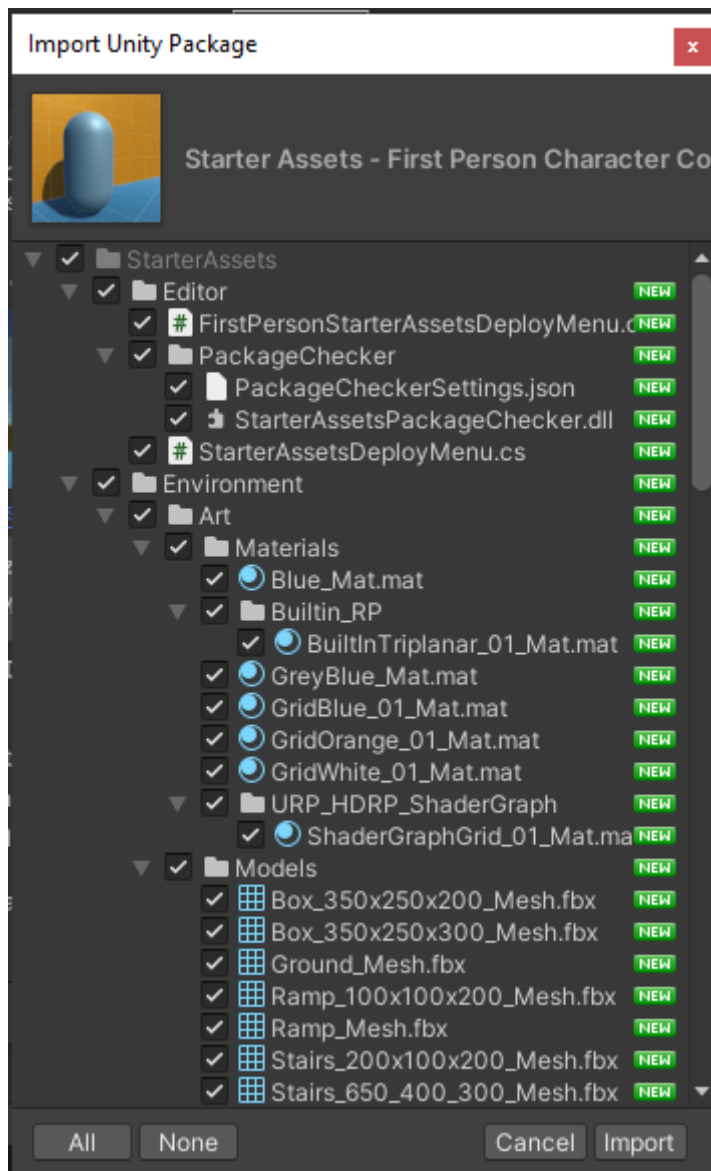 Import Unity Package
x
Starter Assets - First Person Character Co
StarterAssets
Editor NEW
# FirstPersonStarterAssetsDeployMenu.c NEW
PackageChecker NEW
PackageCheckerSettings.json NEW
StarterAssetsPackageChecker.dll NEW
# StarterAssetsDeployMenu.cs NEW
Environment NEW
Art NEW
Materials NEW
Blue_Mat.mat NEW
Builtin_RP NEW
BuiltInTriplanar_01_Mat.mat NEW
GreyBlue_Mat.mat NEW
GridBlue_01_Mat.mat NEW
GridOrange_01_Mat.mat NEW
GridWhite_01_Mat.mat NEW
URP_HDRP_ShaderGraph NEW
ShaderGraphGrid_01_Mat.ma NEW
Models NEW
Box_350x250x200_Mesh.fbx NEW
Box_350x250x300_Mesh.fbx NEW
Ground_Mesh.fbx NEW
Ramp_100x100x200_Mesh.fbx NEW
Ramp_Mesh.fbx NEW
Stairs_200x100x200_Mesh.fbx NEW
Stairs_650_400_300_Mesh.fbx NEW
All None Cancel Import